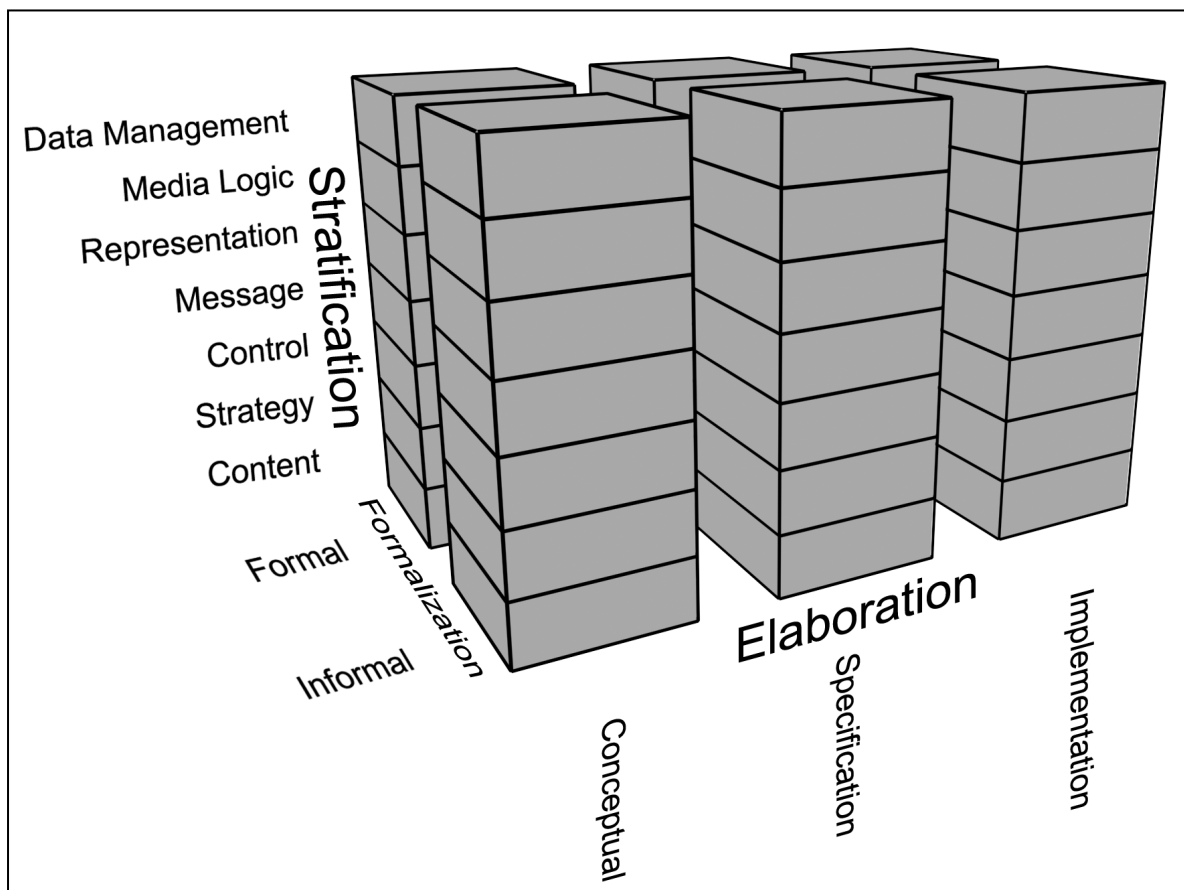 Data Management
Media Logic
Representation
Message
Control
Strategy
Content
Stratification
Formal
Informal
Formalization
Elaboration
Conceptual
Specification
Implementation